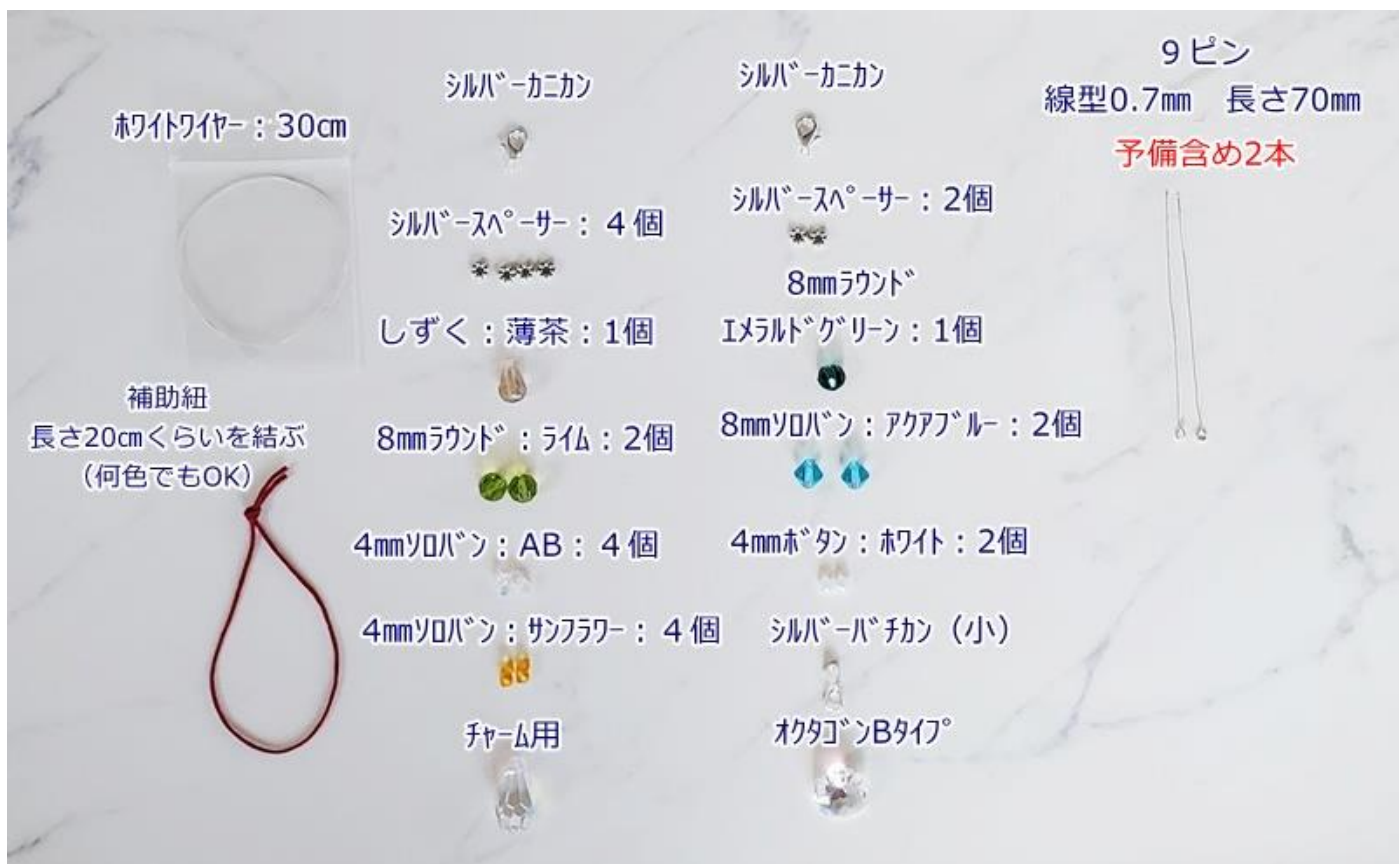 ホワイトワイヤー：30㎝
補助紐
長さ20㎝くらいを結ぶ
（何色でもOK）
ｼﾙﾊﾞｰカニカン
ｼﾙﾊﾞｰｽﾍﾟｰｻｰ：４個
しずく：薄茶：1個
8㎜ﾗｳﾝﾄﾞ：ﾗｲﾑ：2個
４㎜ｿﾛﾊﾞﾝ：AB：４個
４㎜ｿﾛﾊﾞﾝ：ｻﾝﾌﾗﾜｰ：４個
ﾁｬｰﾑ用
ｼﾙﾊﾞｰカニカン
ｼﾙﾊﾞｰｽﾍﾟｰｻｰ：2個
8㎜ﾗｳﾝﾄﾞ
ｴﾒﾗﾙﾄﾞｸﾞﾘｰﾝ：1個
8㎜ｿﾛﾊﾞﾝ：ｱｸｱﾌﾞﾙｰ：2個
４㎜ﾎﾞﾀﾝ：ﾎﾜｲﾄ：2個
ｼﾙﾊﾞｰﾊﾞﾁｶﾝ（小）
ｵｸﾀｺﾞﾝBﾀｲﾌﾟ
９ピン
線型0.7㎜　長さ70㎜
予備含め2本